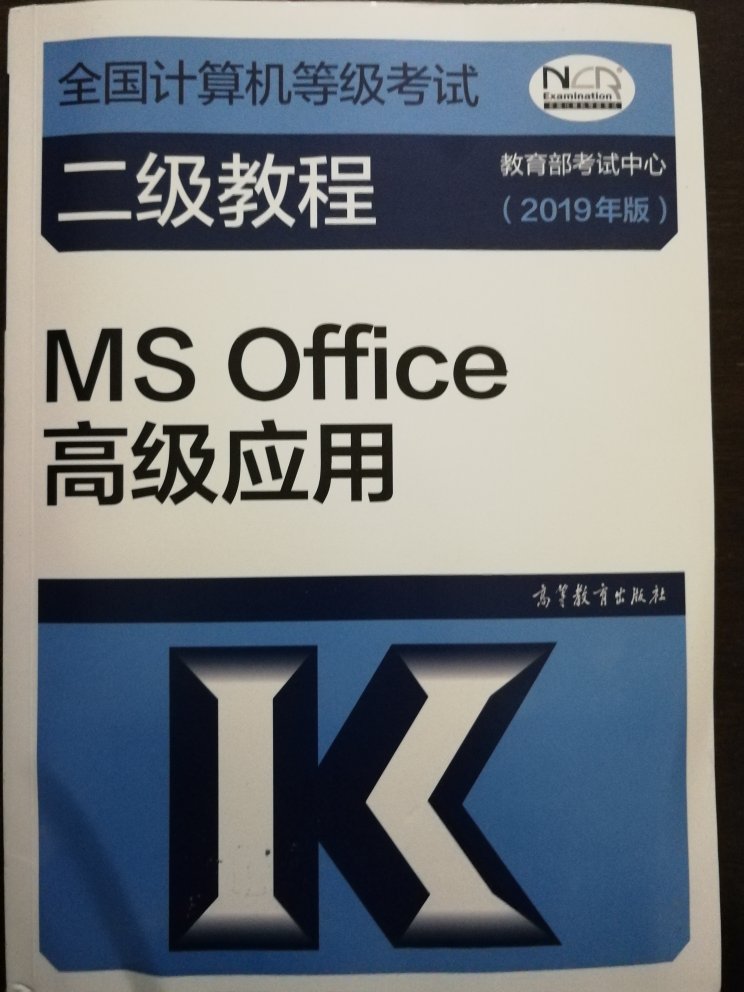 全国计算机等级考试
NCR®
Examination
二级教程
教育部考试中心
（2019年版）
MS Office
高级应用
高等教育出版社
K